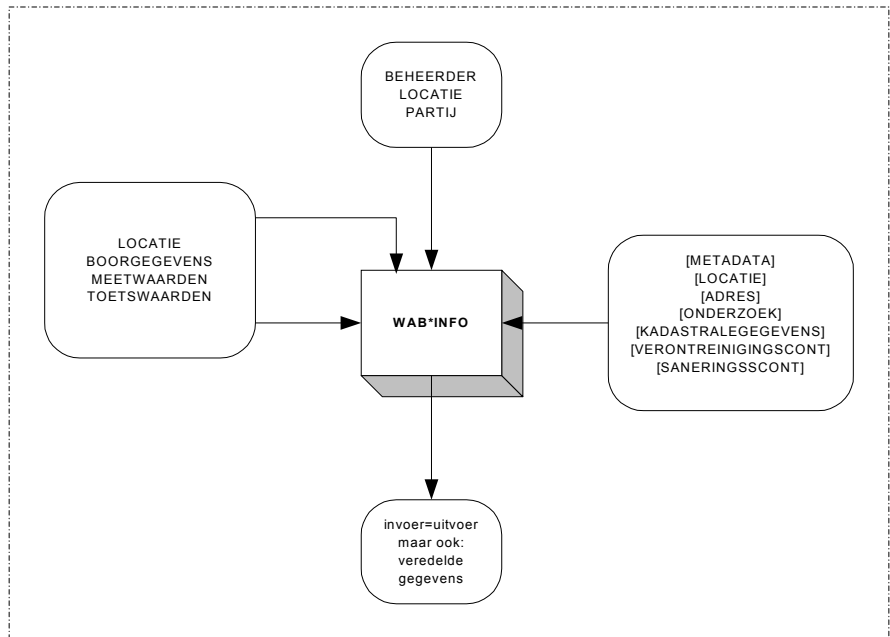 BEHEERDER
LOCATIE
PARTIJ
LOCATIE
BOORGEGEVENS
MEETWAARDEN
TOETSWAARDEN
WAB*INFO
[METADATA]
[LOCATIE]
[ADRES]
[ONDERZOEK]
[KADASTRALEGEGEVENS]
[VERONTREINIGINGSCONT]
[SANERINGSSCONT]
invoer=uitvoer
maar ook:
veredelde
gegevens